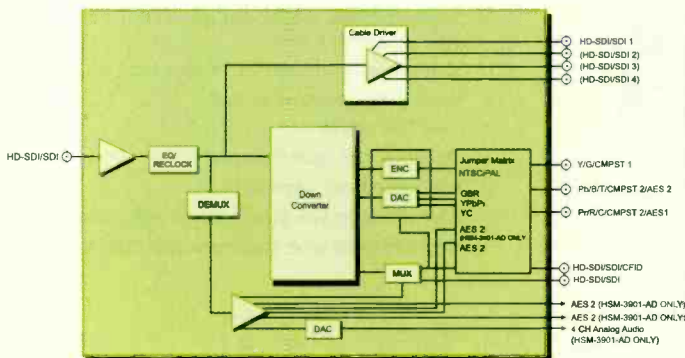 Cable Driver
HD-SDI/SDI 1
(HD-SDI/SDI 2)
(HD-SDI/SDI 3)
(HD-SDI/SDI 4)
HD-SDI/SDI
EQ/
RECLOCK
DEMUX
Down
Converter
ENC
DAC
Jumper Matrix
NTSC/PAL
GBR
YPbPr
YC
AES 2
(HSM-3901-AD ONLY
AES 2
Y/G/CMPST 1
Pb/B/T/CMPST 2/AES 2
Pr/R/C/CMPST 2/AES1
MUX
HD-SDI/SDI/CFID
HD-SDI/SDI
AES 2 (HSM-3901-AD ONLY)
AES 2 (HSM-3901-AD ONLY)
DAC
4 CH Analog Audio
(HSM-3901-AD ONLY)